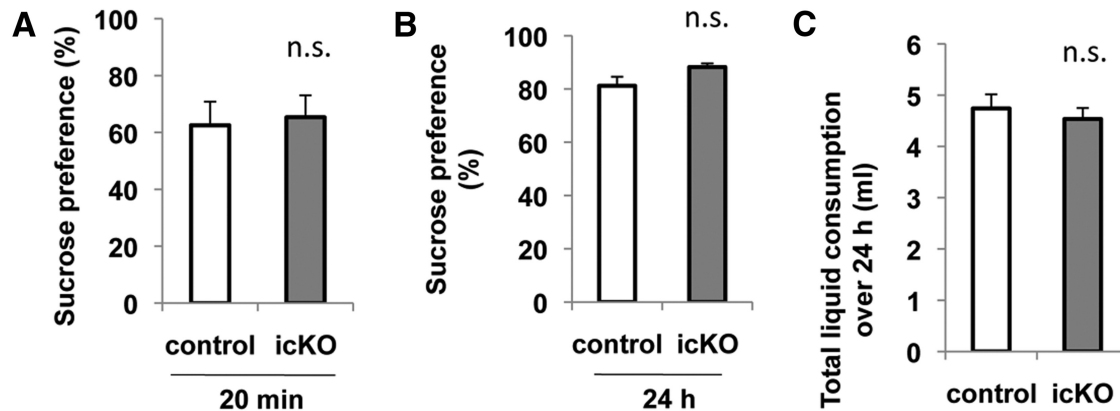 A
Sucrose preference (%)
100
80
60
40
20
0
n.s.
control icKO
20 min
B
Sucrose preference
(%)
100
80
60
40
20
0
n.s.
control icKO
24 h
C
Total liquid consumption
over 24 h (ml)
6
5
4
3
2
1
0
n.s.
control icKO